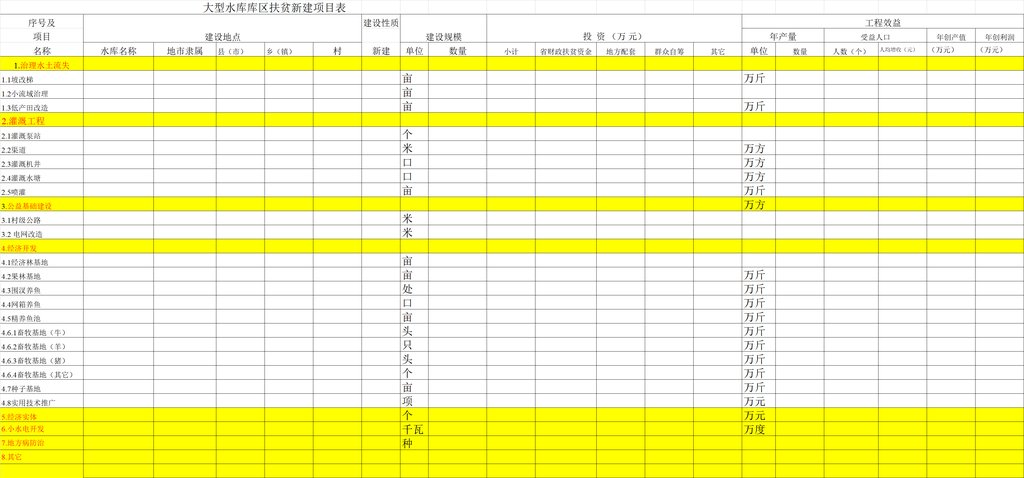 大型水库库区扶贫新建项目表
序号及 建设性质 工程效益
项目 建设地点 建设规模 投 资（万元） 年产量 受益人口 年创产值 年创利润
名称 水库名称 地市隶属 县（市） 乡（镇） 村 新建 单位 数量 小计 省财政扶贫资金 地方配套 群众自筹 其它 单位 数量 人数（个） 人均增收（元） （万元） （万元）
1.治理水土流失
1.1坡改梯 亩 万斤
1.2小流域治理 亩
1.3低产田改造 亩 万斤
2.灌溉工程
2.1灌溉泵站 个
2.2渠道 米 万方
2.3灌溉机井 口 万方
2.4灌溉水塘 口 万方
2.5喷灌 亩 万斤
3.公益基础建设 万方
3.1村级公路 米
3.2 电网改造 米
4.经济开发
4.1经济林基地 亩
4.2果林基地 亩 万斤
4.3围汊养鱼 处 万斤
4.4网箱养鱼 口 万斤
4.5精养鱼池 亩 万斤
4.6.1畜牧基地（牛） 头 万斤
4.6.2畜牧基地（羊） 只 万斤
4.6.3畜牧基地（猪） 头 万斤
4.6.4畜牧基地（其它） 个 万斤
4.7种子基地 亩 万斤
4.8实用技术推广 项 万元
5.经济实体 个 万元
6.小水电开发 千瓦 万度
7.地方病防治 种
8.其它